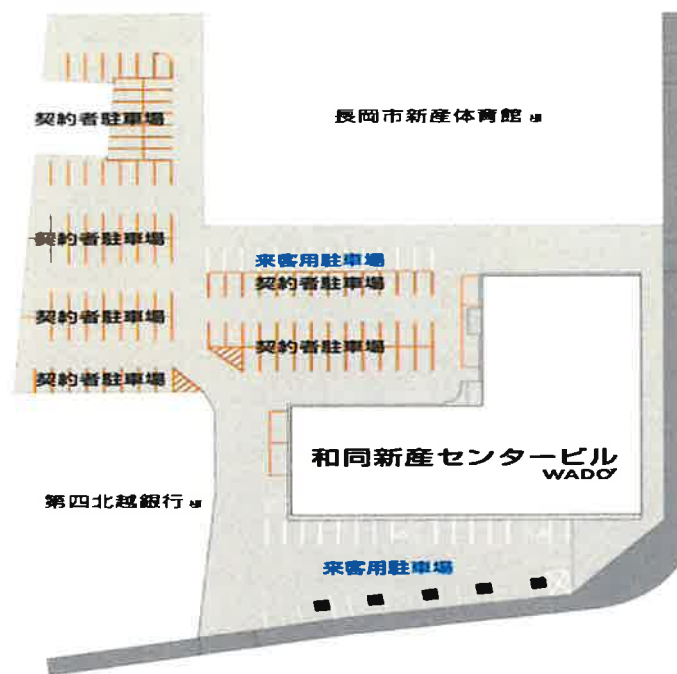 契約者駐車場
長岡市新産体育館
契約者駐車場
来客用駐車場
契約者駐車場
契約者駐車場
契約者駐車場
契約者駐車場
和同新産センタービル
WADO
第四北越銀行
来客用駐車場